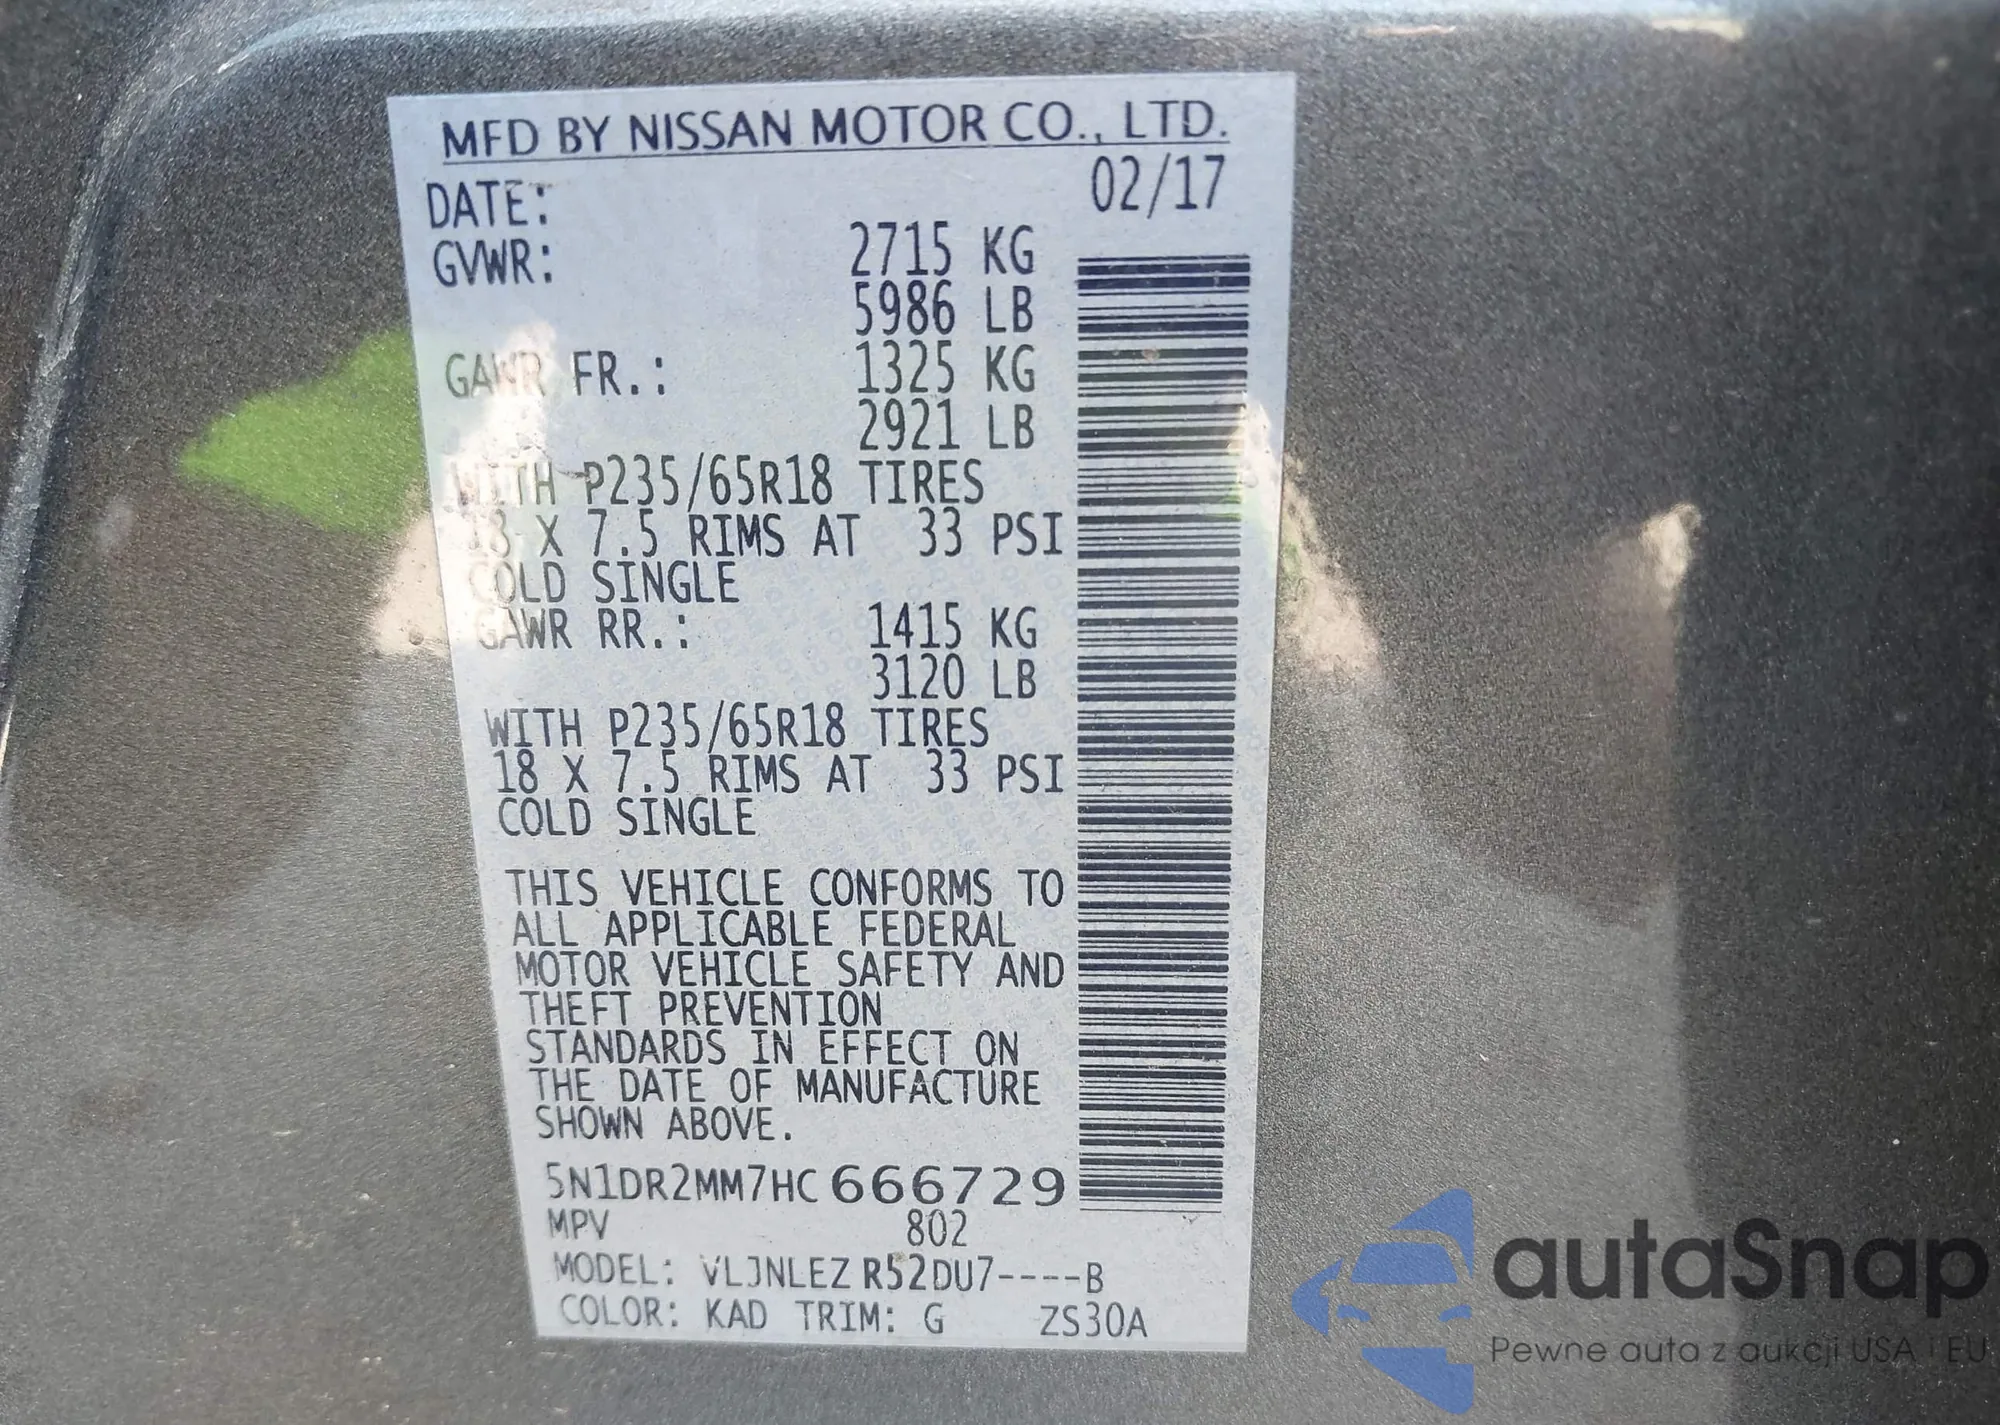 MFD BY NISSAN MOTOR CO., LTD.
DATE: 02/17
GVWR: 2715 KG
5986 LB
GAWR FR.: 1325 KG
2921 LB
WITH P235/65R18 TIRES
18 X 7.5 RIMS AT 33 PSI
COLD SINGLE
GAWR RR.: 1415 KG
3120 LB
WITH P235/65R18 TIRES
18 X 7.5 RIMS AT 33 PSI
COLD SINGLE
THIS VEHICLE CONFORMS TO
ALL APPLICABLE FEDERAL
MOTOR VEHICLE SAFETY AND
THEFT PREVENTION
STANDARDS IN EFFECT ON
THE DATE OF MANUFACTURE
SHOWN ABOVE.
5N1DR2MM7HC666729
MPV 802
MODEL: VLJNLEZ R52DU7----B
COLOR: KAD TRIM: G ZS30A
autaSnap
Pewne auta z aukcji USA i EU